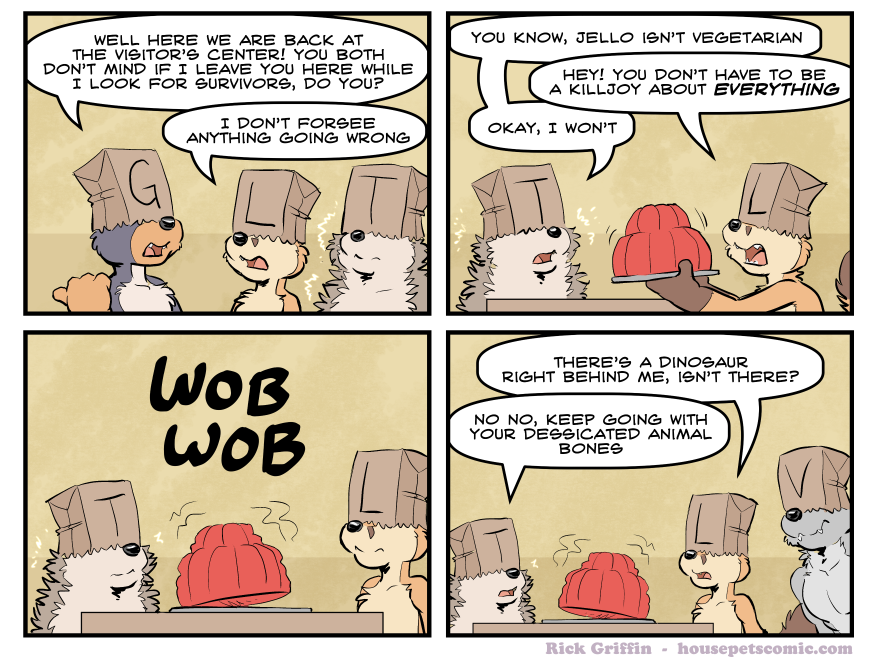 WELL HERE WE ARE BACK AT
THE VISITOR'S CENTER! YOU BOTH
DON'T MIND IF I LEAVE YOU HERE WHILE
I LOOK FOR SURVIVORS, DO YOU?
I DON'T FORSEE
ANYTHING GOING WRONG
G
L
T
YOU KNOW, JELLO ISN'T VEGETARIAN
HEY! YOU DON'T HAVE TO BE
A KILLJOY ABOUT EVERYTHING
OKAY, I WON'T
T
L
WOB
WOB
T
L
THERE'S A DINOSAUR
RIGHT BEHIND ME, ISN'T THERE?
NO NO, KEEP GOING WITH
YOUR DESSICATED ANIMAL
BONES
T
L
V
Rick Griffin - housepetscomic.com